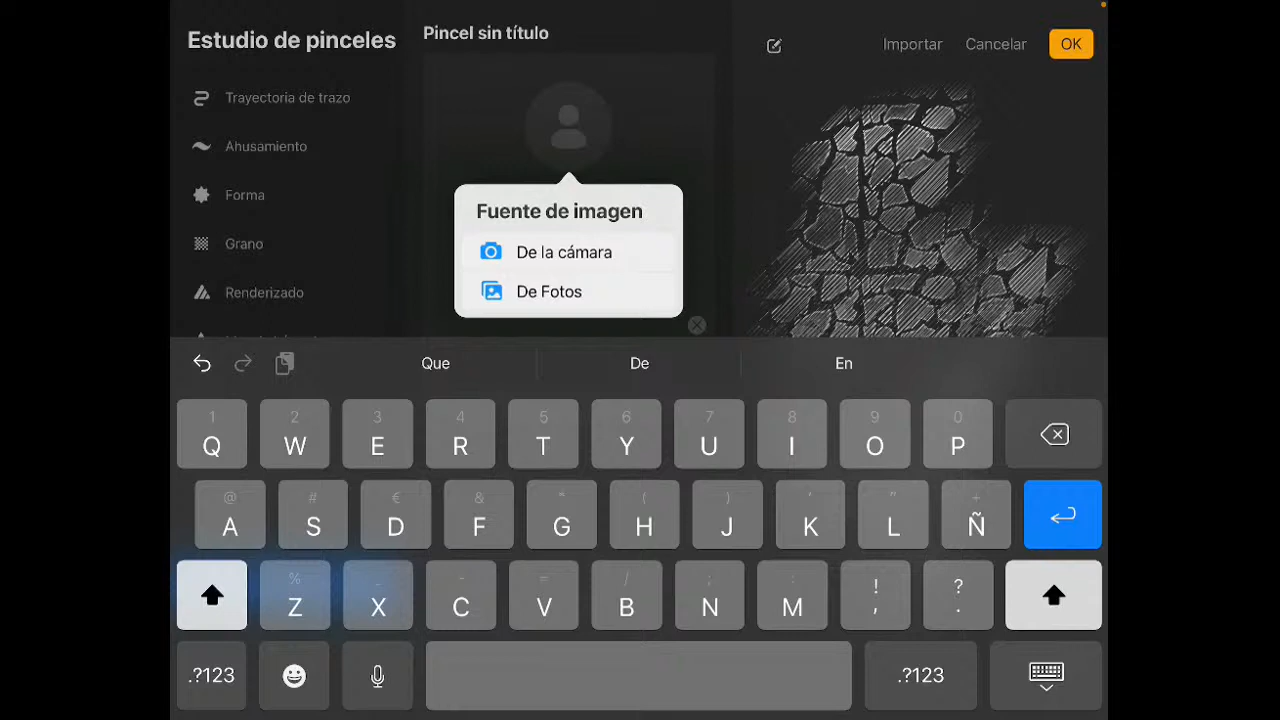 Estudio de pinceles
Pincel sin título
Importar
Cancelar
OK
Trayectoria de trazo
Ahusamiento
Forma
Grano
Renderizado
Fuente de imagen
De la cámara
De Fotos
Que
De
En
1 2 3 4 5 6 7 8 9 0
Q W E R T Y U I O P
@ # € & ( ) ' " +
A S D F G H J K L Ñ
% - = / ; : ! ?
Z X C V B N M , .
.?123
.?123